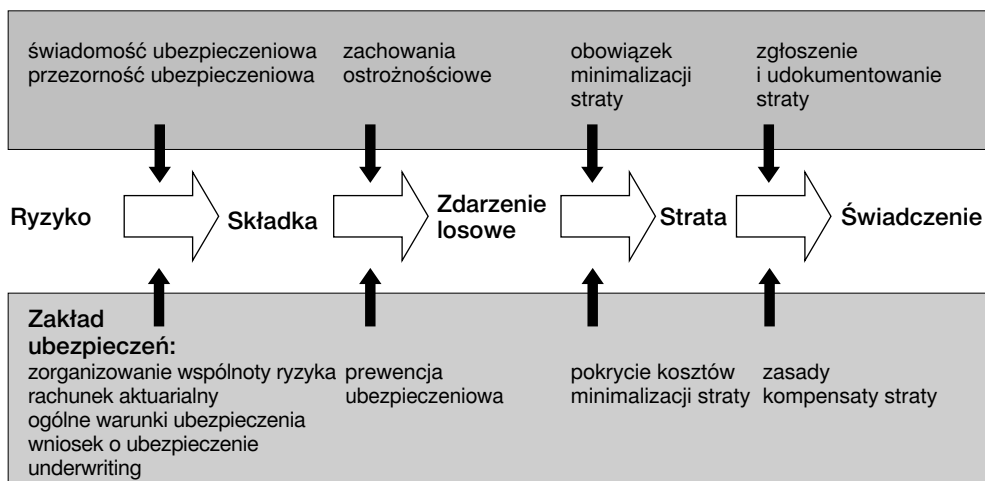 świadomość ubezpieczeniowa
przezorność ubezpieczeniowa
zachowania
ostrożnościowe
obowiązek
minimalizacji
straty
zgłoszenie
i udokumentowanie
straty
Ryzyko
Składka
Zdarzenie
losowe
Strata
Świadczenie
Zakład
ubezpieczeń:
zorganizowanie wspólnoty ryzyka
rachunek aktuarialny
ogólne warunki ubezpieczenia
wniosek o ubezpieczenie
underwriting
prewencja
ubezpieczeniowa
pokrycie kosztów
minimalizacji straty
zasady
kompensaty straty